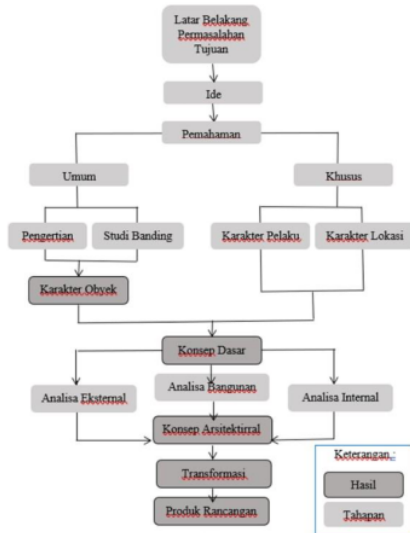 Latar Belakang
Permasalahan
Tujuan
Ide
Pemahaman
Umum
Khusus
Pengertian
Studi Banding
Karakter Pelaku
Karakter Lokasi
Karakter Obyek
Konsep Dasar
Analisa Eksternal
Analisa Bangunan
Analisa Internal
Konsep Arsitektirral
Transformasi
Produk Rancangan
Keterangan :
Hasil
Tahapan